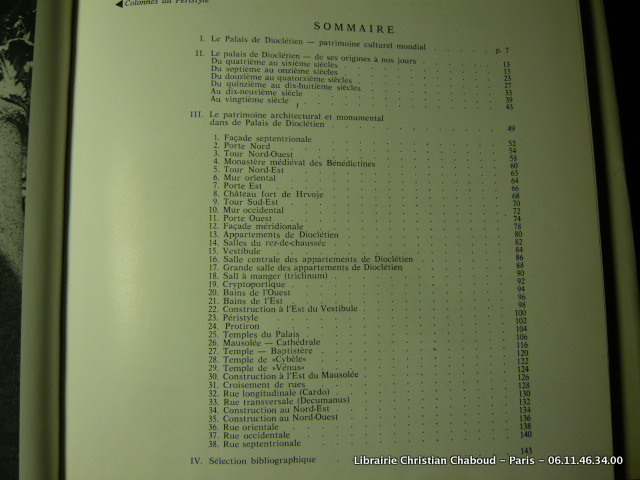 ◀ Colonnes du Péristyle
SOMMAIRE
I. Le Palais de Dioclétien — patrimoine culturel mondial p. 7
II. Le palais de Dioclétien — de ses origines à nos jours 13
Du quatrième au sixième siècles 15
Du septième au onzième siècles 23
Du douzième au quatorzième siècles 27
Du quinzième au dix-huitième siècles 33
Au dix-neuvième siècle 39
Au vingtième siècle 43
III. Le patrimoine architectural et monumental
dans de Palais de Dioclétien 49
1. Façade septentrionale 52
2. Porte Nord 54
3. Tour Nord-Ouest 58
4. Monastère médiéval des Bénédictines 60
5. Tour Nord-Est 63
6. Mur oriental 64
7. Porte Est 66
8. Château fort de Hrvoje 68
9. Tour Sud-Est 70
10. Mur occidental 72
11. Porte Ouest 74
12. Façade méridionale 78
13. Appartements de Dioclétien 80
14. Salles du rez-de-chaussée 82
15. Vestibule 84
16. Salle centrale des appartements de Dioclétien 86
17. Grande salle des appartements de Dioclétien 88
18. Sall à manger (triclinum) 90
19. Cryptoportique 92
20. Bains de l'Ouest 94
21. Bains de l'Est 96
22. Construction à l'Est du Vestibule 98
23. Péristyle 100
24. Protiron 102
25. Temples du Palais 104
26. Mausolée — Cathédrale 106
27. Temple — Baptistère 116
28. Temple de »Cybèle« 120
29. Temple de »Vénus« 122
30. Construction à l'Est du Mausolée 124
31. Croisement de rues 126
32. Rue longitudinale (Cardo) 128
33. Rue transversale (Decumanus) 130
34. Construction au Nord-Est 132
35. Construction au Nord-Ouest 134
36. Rue orientale 136
37. Rue occidentale 138
38. Rue septentrionale 140
IV. Sélection bibliographique 143
Librairie Christian Chaboud - Paris - 06.11.46.34.00